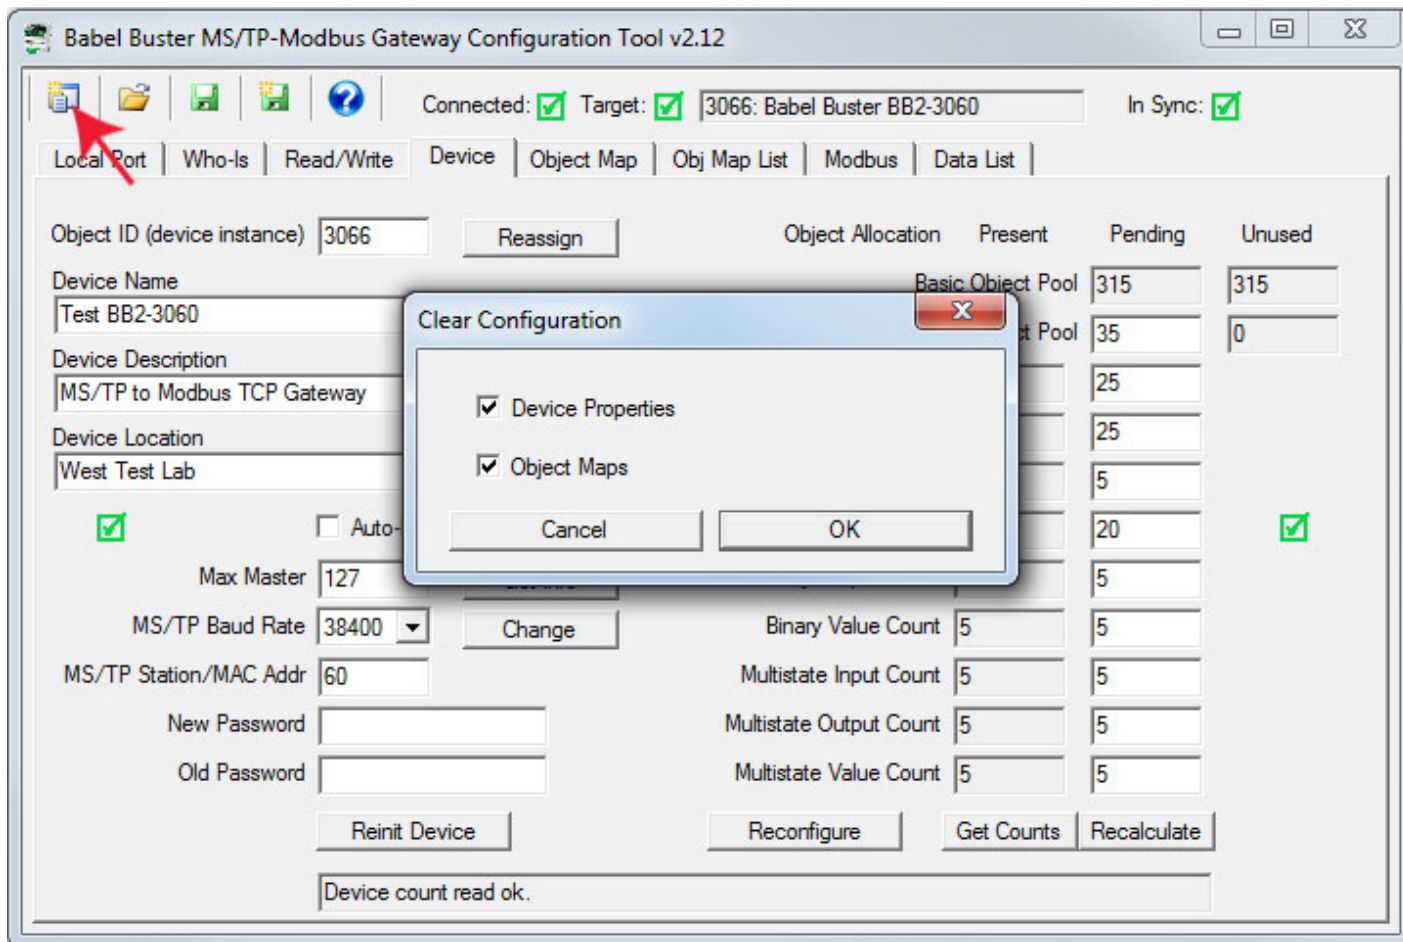 Babel Buster MS/TP-Modbus Gateway Configuration Tool v2.12
Connected: Target: 3066: Babel Buster BB2-3060 In Sync:
Local Port Who-Is Read/Write Device Object Map Obj Map List Modbus Data List
Object ID (device instance) 3066 Reassign Object Allocation Present Pending Unused
Device Name
Basic Object Pool 315 315
Test BB2-3060
Clear Configuration
Pool 35 0
Device Description
MS/TP to Modbus TCP Gateway
25
Device Properties
Device Location
25
West Test Lab
Object Maps
5
Auto-
Cancel OK
20
Max Master 127
5
MS/TP Baud Rate 38400 Change Binary Value Count 5 5
MS/TP Station/MAC Addr 60 Multistate Input Count 5 5
New Password Multistate Output Count 5 5
Old Password Multistate Value Count 5 5
Reinit Device Reconfigure Get Counts Recalculate
Device count read ok.